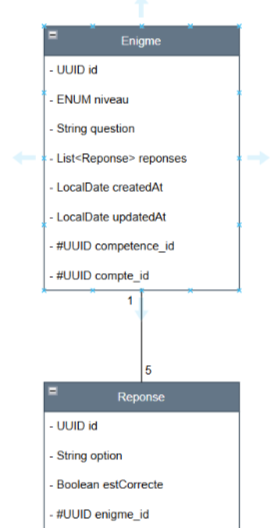 Enigme
- UUID id
- ENUM niveau
- String question
- List<Reponse> reponses
- LocalDate createdAt
- LocalDate updatedAt
- #UUID competence_id
- #UUID compte_id
1
5
Reponse
- UUID id
- String option
- Boolean estCorrecte
- #UUID enigme_id